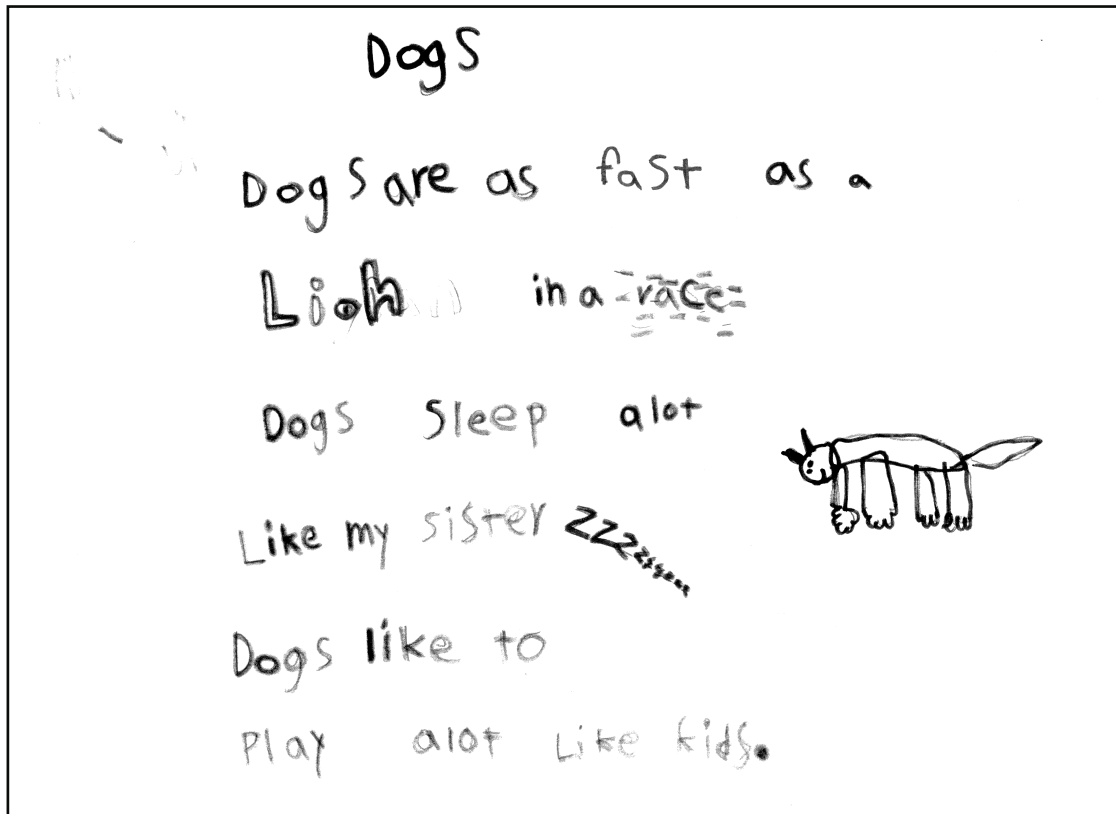 Dogs
Dogs are as fast as a
Lion in a race
Dogs Sleep alot
Like my sister ZZZzzzzzz
Dogs like to
Play alot Like kids.